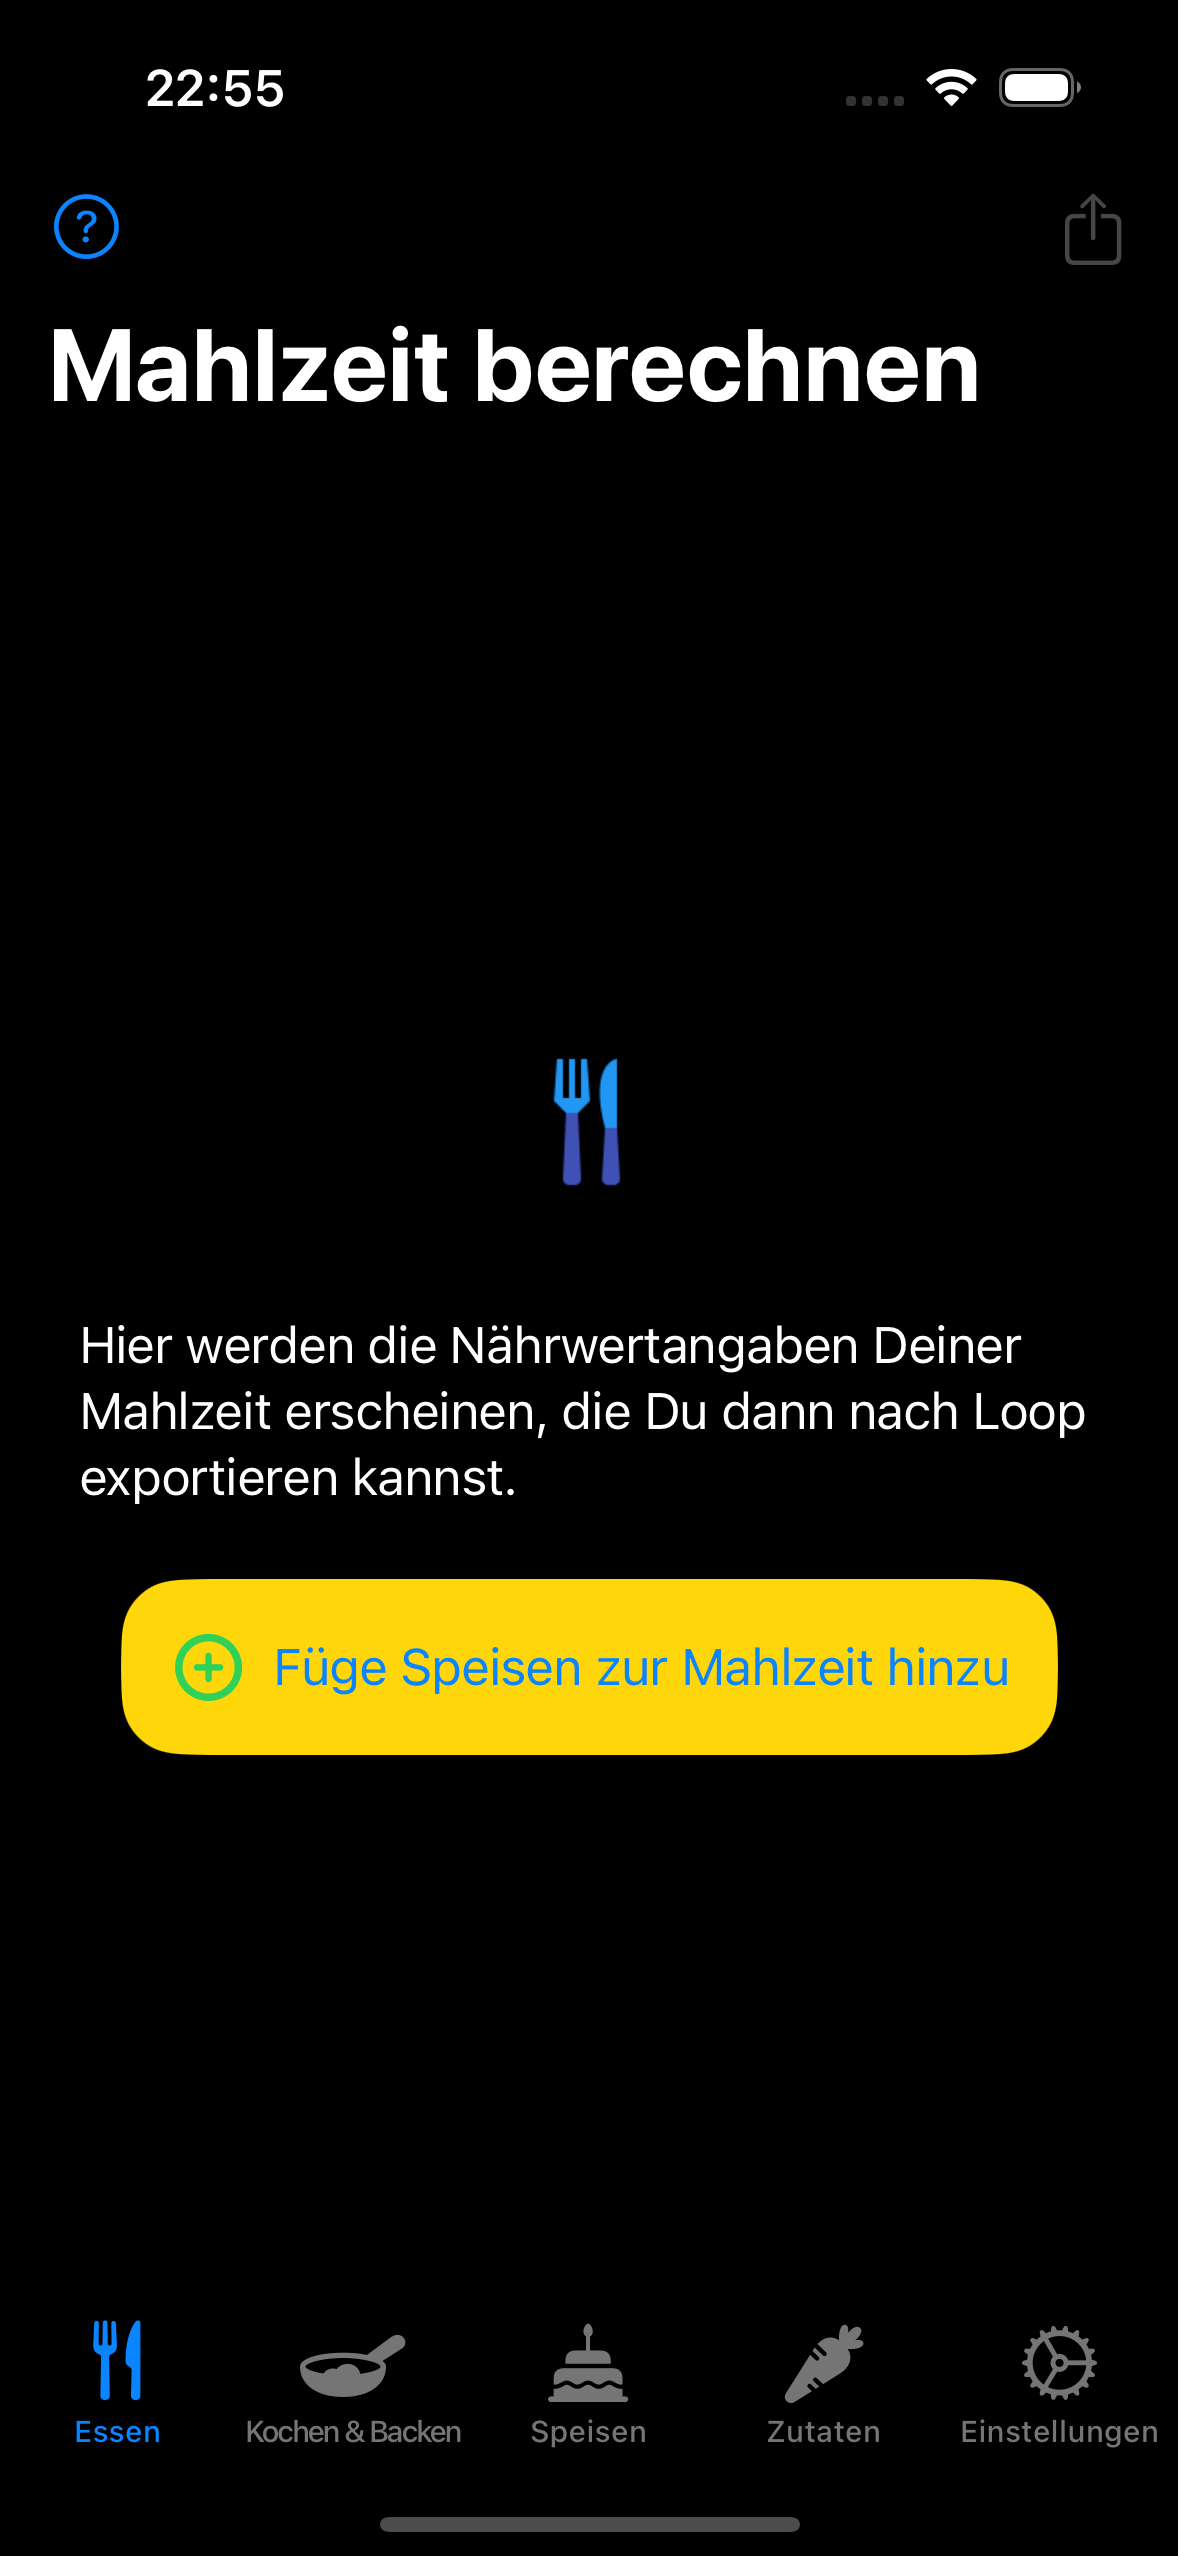 22:55
Mahlzeit berechnen
Hier werden die Nährwertangaben Deiner
Mahlzeit erscheinen, die Du dann nach Loop
exportieren kannst.
Füge Speisen zur Mahlzeit hinzu
Essen
Kochen & Backen
Speisen
Zutaten
Einstellungen